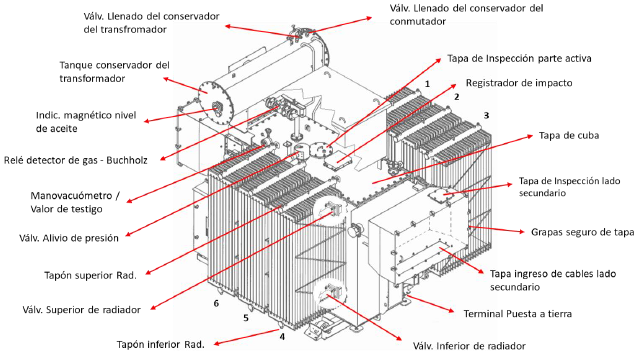 Válv. Llenado del conservador
del transfromador
Válv. Llenado del conservador del
conmutador
Tanque conservador del
transformador
Tapa de Inspección parte activa
Registrador de impacto
1
2
3
Indic. magnético nivel
de aceite
Tapa de cuba
Relé detector de gas - Buchholz
Tapa de Inspección lado
secundario
Manovacuómetro /
Valor de testigo
Válv. Alivio de presión
Grapas seguro de tapa
Tapón superior Rad.
Tapa ingreso de cables lado
secundario
Válv. Superior de radiador
6
5
4
Terminal Puesta a tierra
Tapón inferior Rad.
Válv. Inferior de radiador